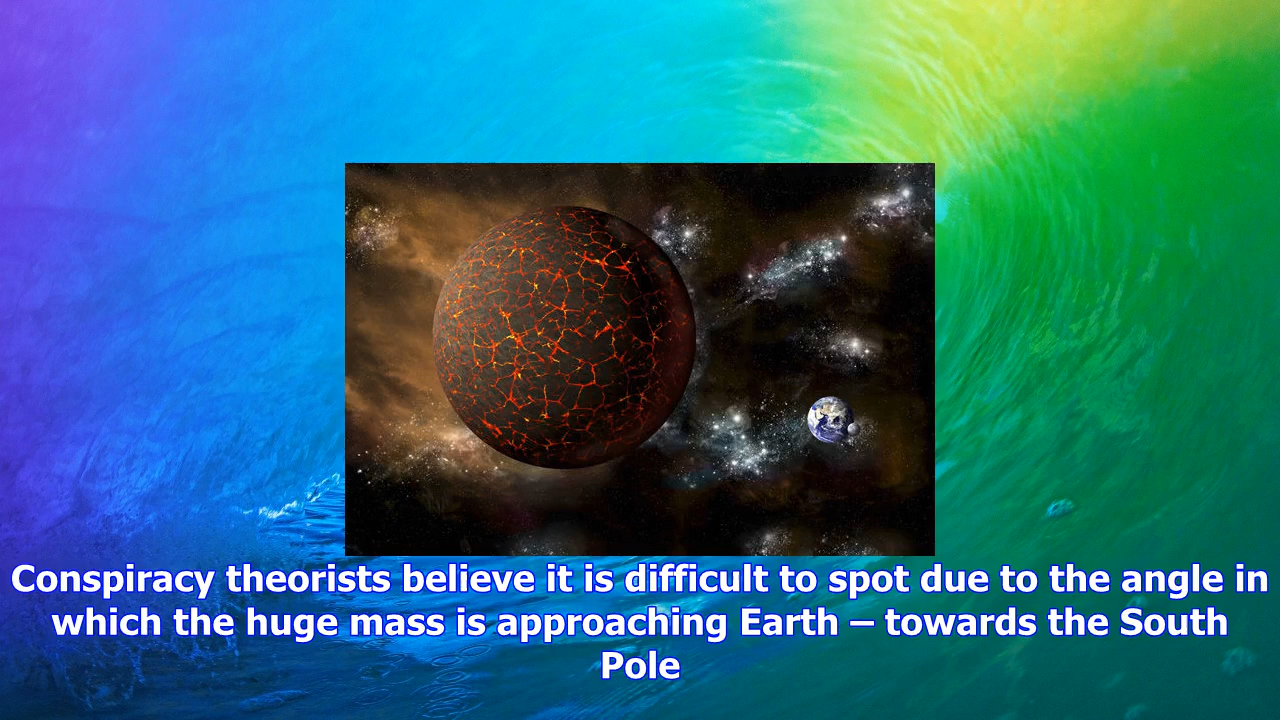 Conspiracy theorists believe it is difficult to spot due to the angle in
which the huge mass is approaching Earth – towards the South
Pole